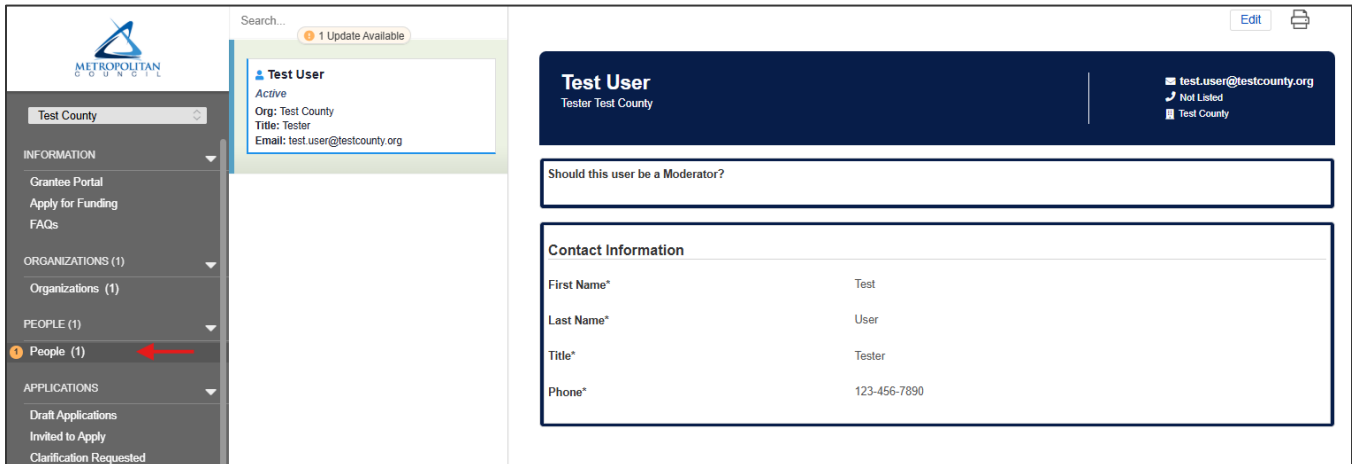 METROPOLITAN
COUNCIL
Test County
INFORMATION
Grantee Portal
Apply for Funding
FAQs
ORGANIZATIONS (1)
Organizations (1)
PEOPLE (1)
1 People (1)
APPLICATIONS
Draft Applications
Invited to Apply
Clarification Requested
Search...
1 Update Available
Test User
Active
Org: Test County
Title: Tester
Email: test.user@testcounty.org
Edit
Test User
Tester Test County
test.user@testcounty.org
Not Listed
Test County
Should this user be a Moderator?
Contact Information
First Name* Test
Last Name* User
Title* Tester
Phone* 123-456-7890